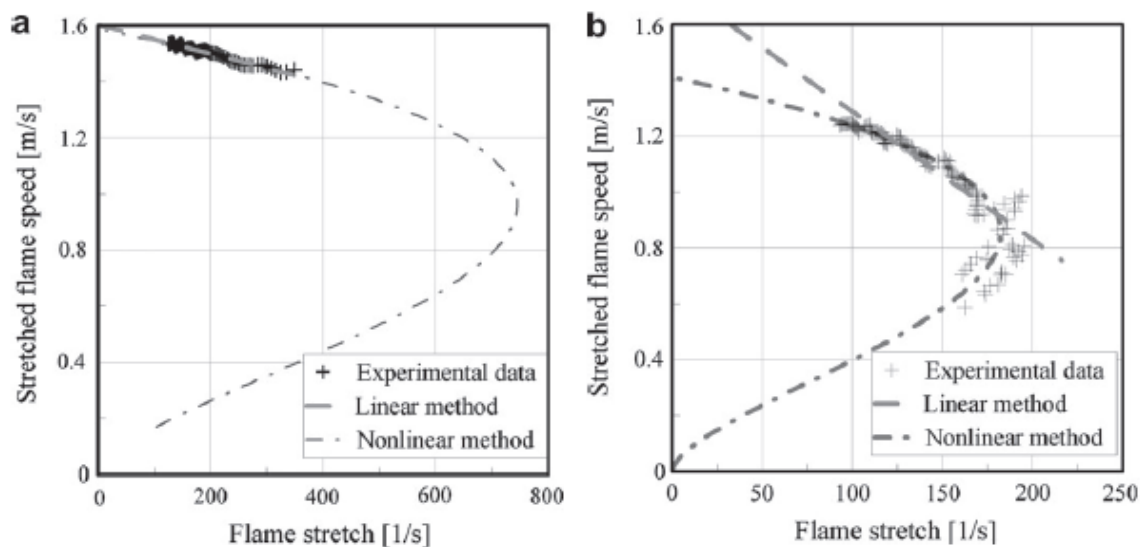 a
1.6
1.2
0.8
0.4
0
Stretched flame speed [m/s]
Experimental data
Linear method
Nonlinear method
0 200 400 600 800
Flame stretch [1/s]
b
1.6
1.2
0.8
0.4
0
Stretched flame speed [m/s]
Experimental data
Linear method
Nonlinear method
0 50 100 150 200 250
Flame stretch [1/s]